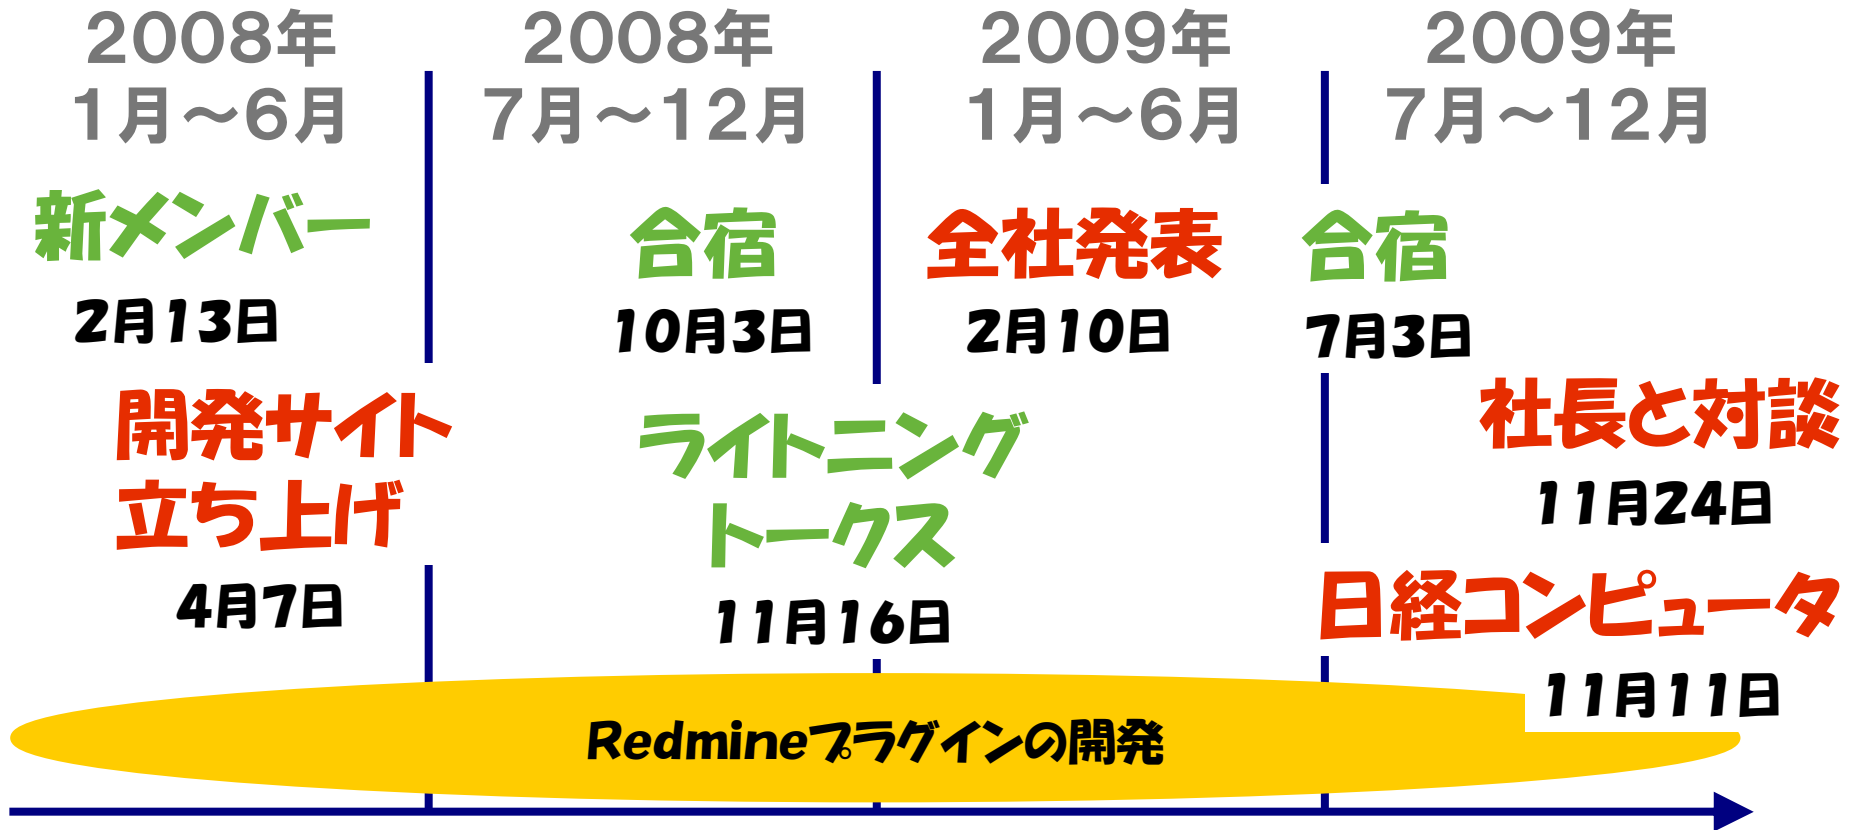 2008年
1月～6月
2008年
7月～12月
2009年
1月～6月
2009年
7月～12月
新メンバー
2月13日
開発サイト
立ち上げ
4月7日
合宿
10月3日
ライトニング
トークス
11月16日
全社発表
2月10日
合宿
7月3日
社長と対談
11月24日
日経コンピュータ
11月11日
Redmineプラグインの開発